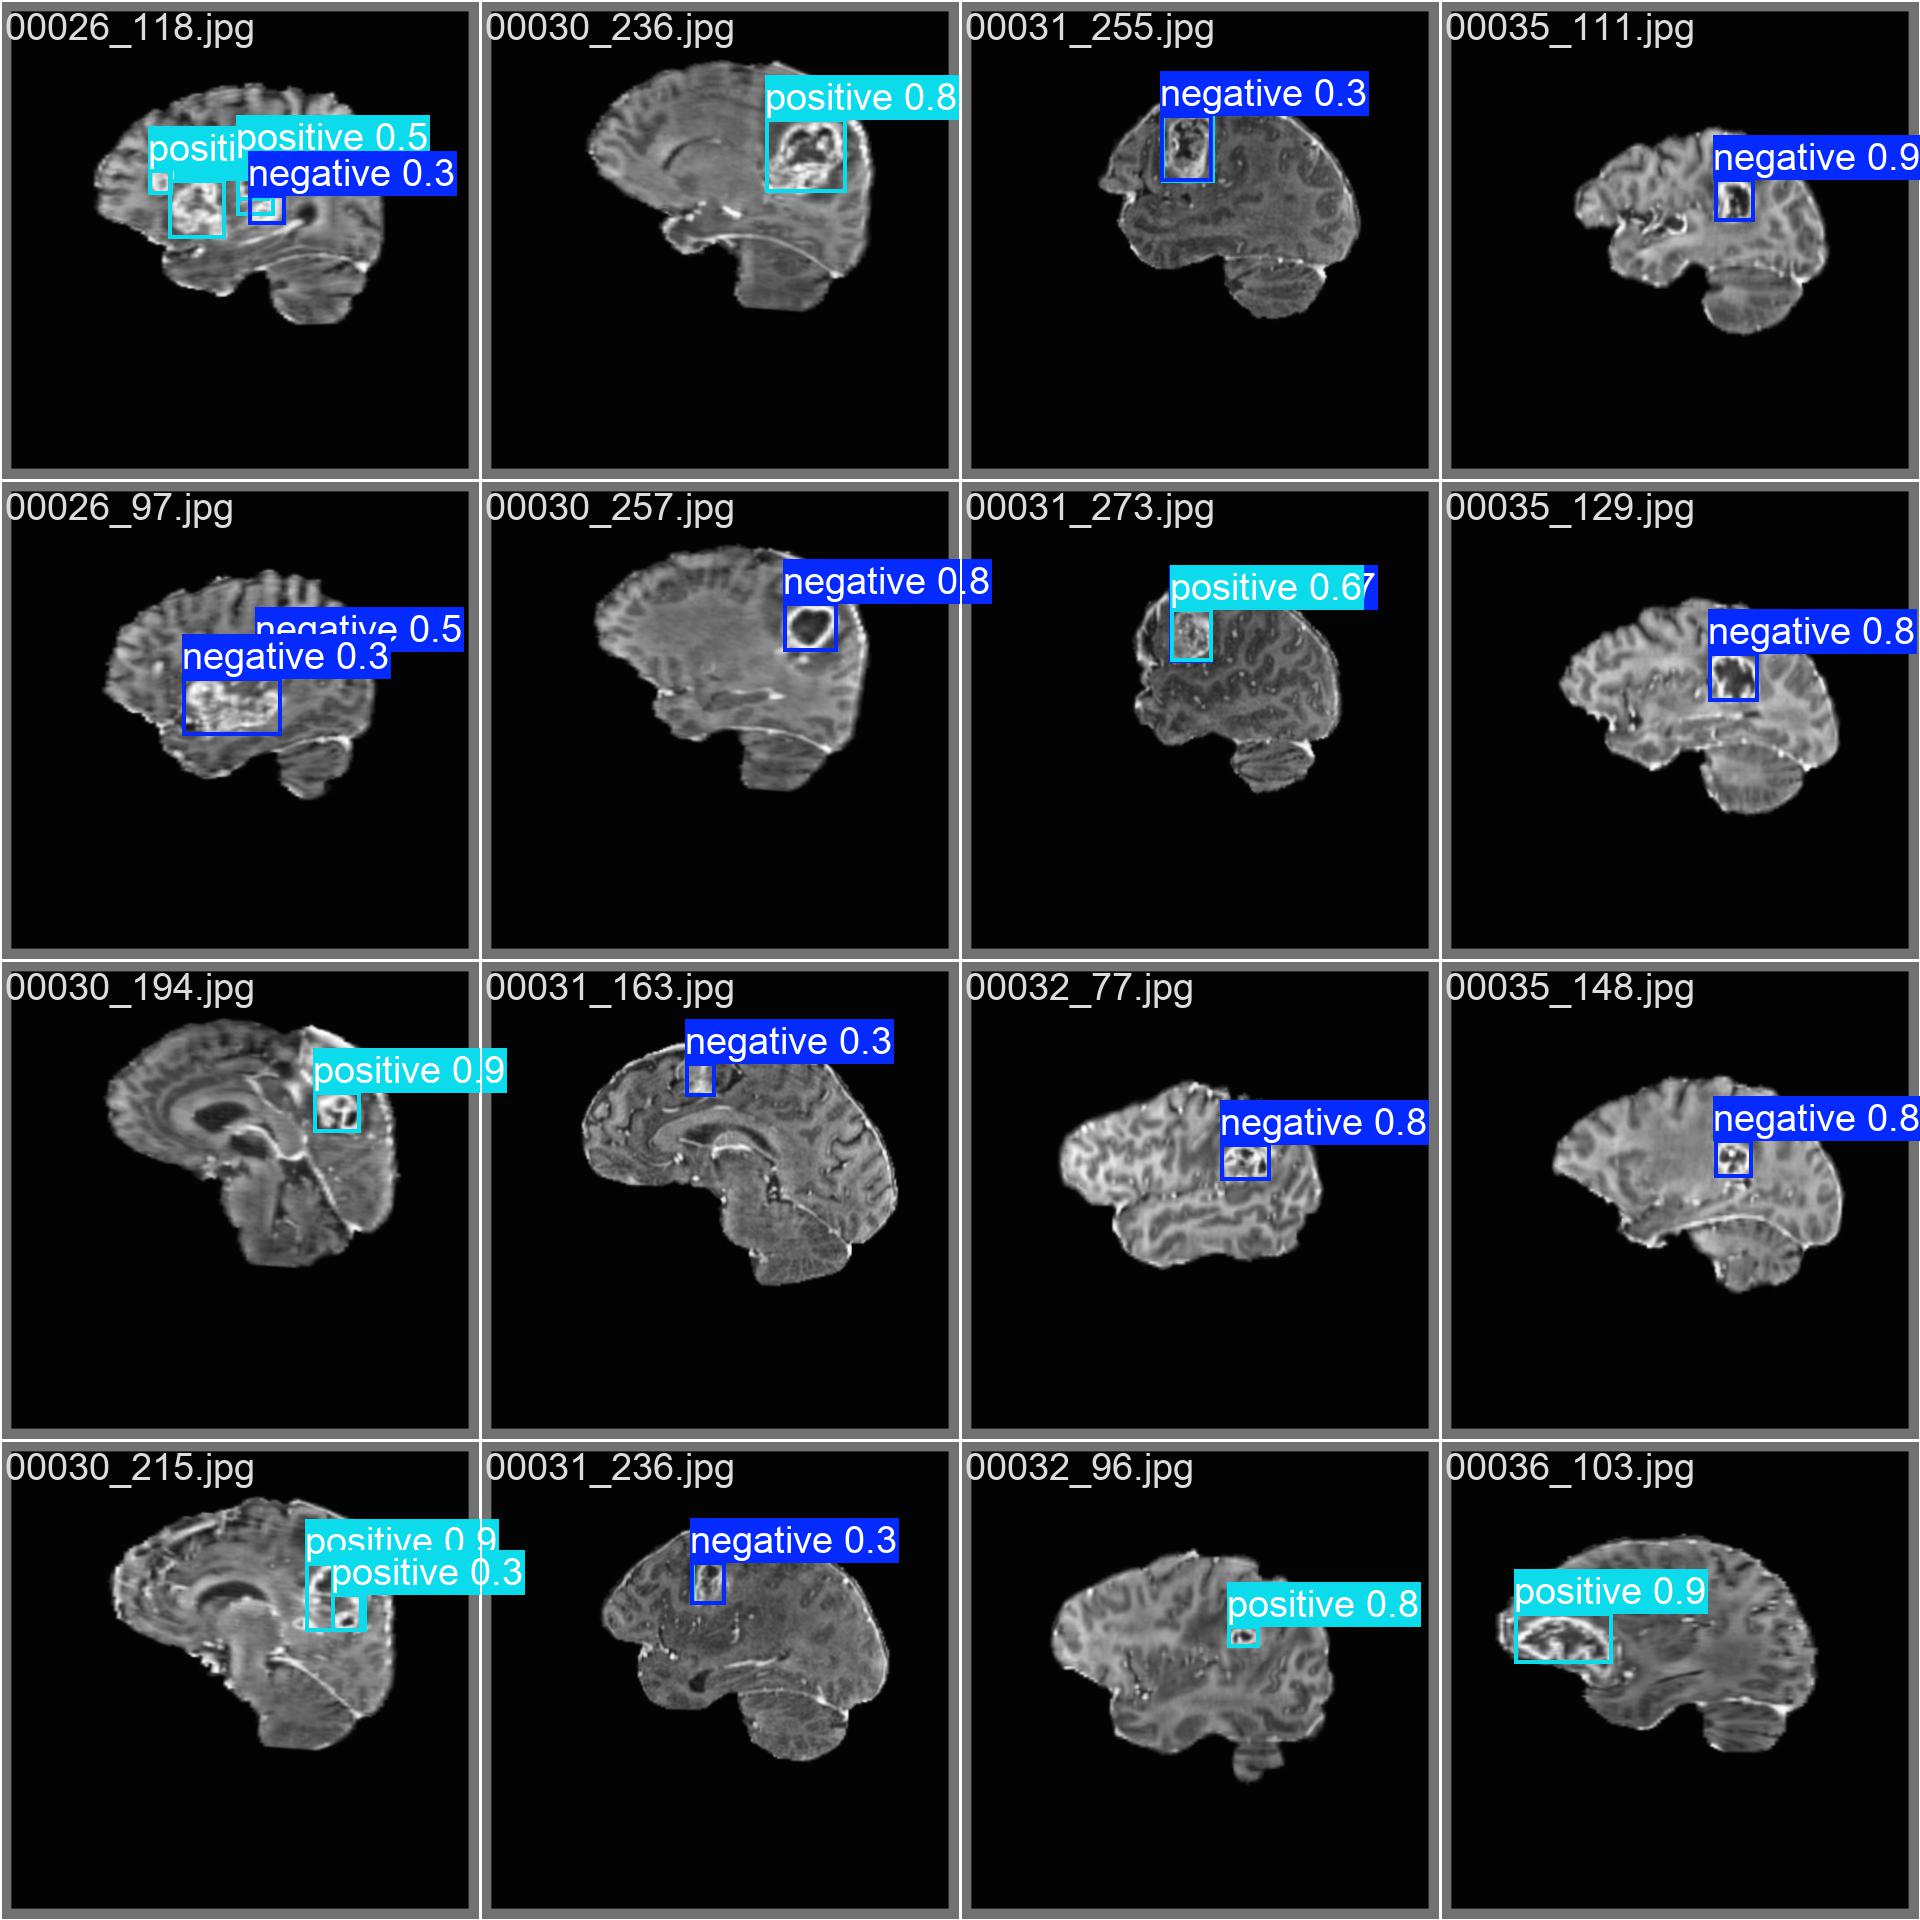 00026_118.jpg
positi
positive 0.5
negative 0.3
00030_236.jpg
positive 0.8
00031_255.jpg
negative 0.3
00035_111.jpg
negative 0.9
00026_97.jpg
negative 0.5
negative 0.3
00030_257.jpg
negative 0.8
00031_273.jpg
positive 0.67
00035_129.jpg
negative 0.8
00030_194.jpg
positive 0.9
00031_163.jpg
negative 0.3
00032_77.jpg
negative 0.8
00035_148.jpg
negative 0.8
00030_215.jpg
positive 0.9
positive 0.3
00031_236.jpg
negative 0.3
00032_96.jpg
positive 0.8
00036_103.jpg
positive 0.9